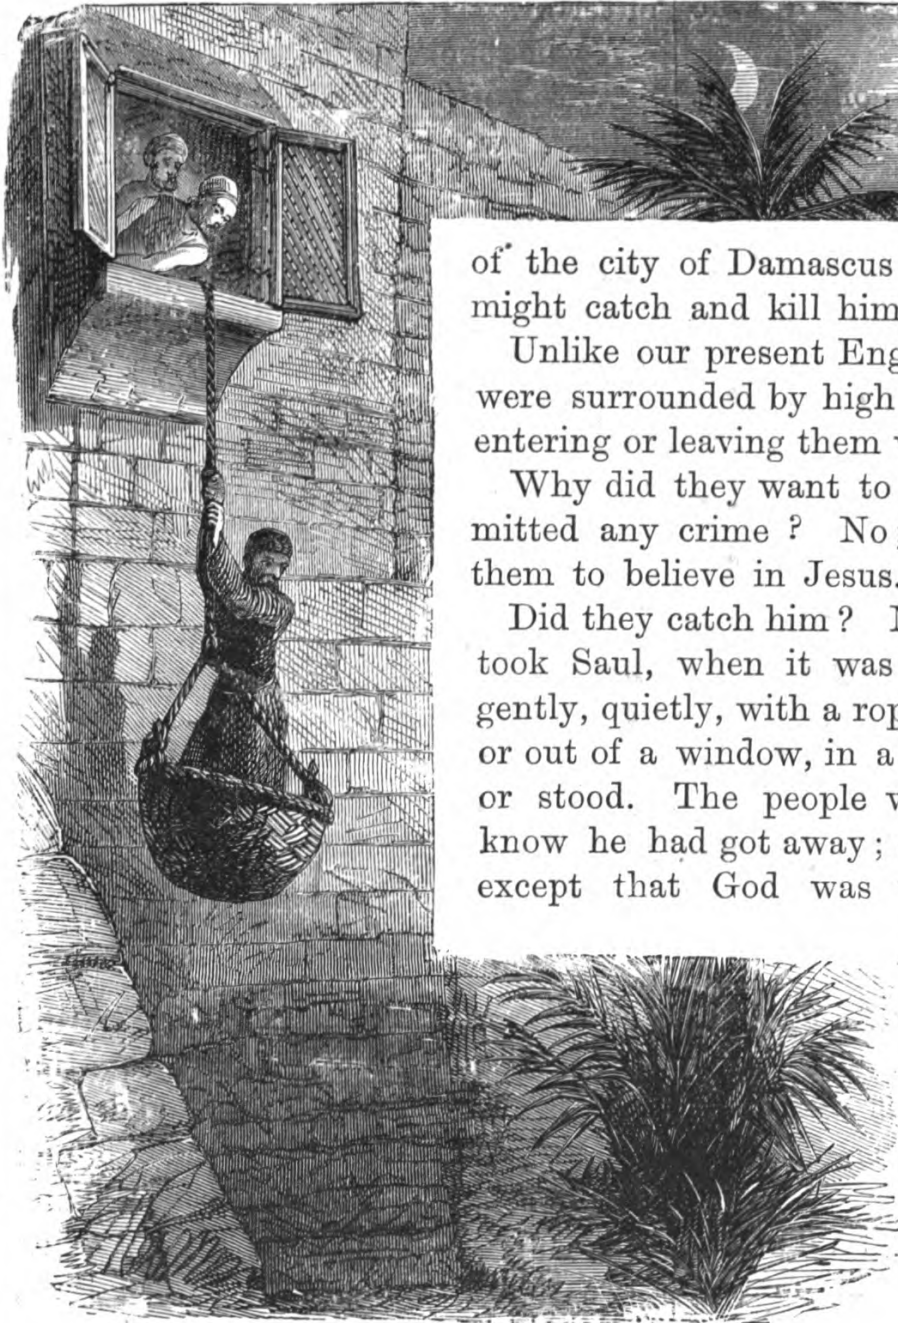 of the city of Damascus
might catch and kill him
Unlike our present Eng
were surrounded by high
entering or leaving them
Why did they want to
mitted any crime ? No
them to believe in Jesus.
Did they catch him ?
took Saul, when it was
gently, quietly, with a rop
or out of a window, in a
or stood. The people
know he had got away ;
except that God was